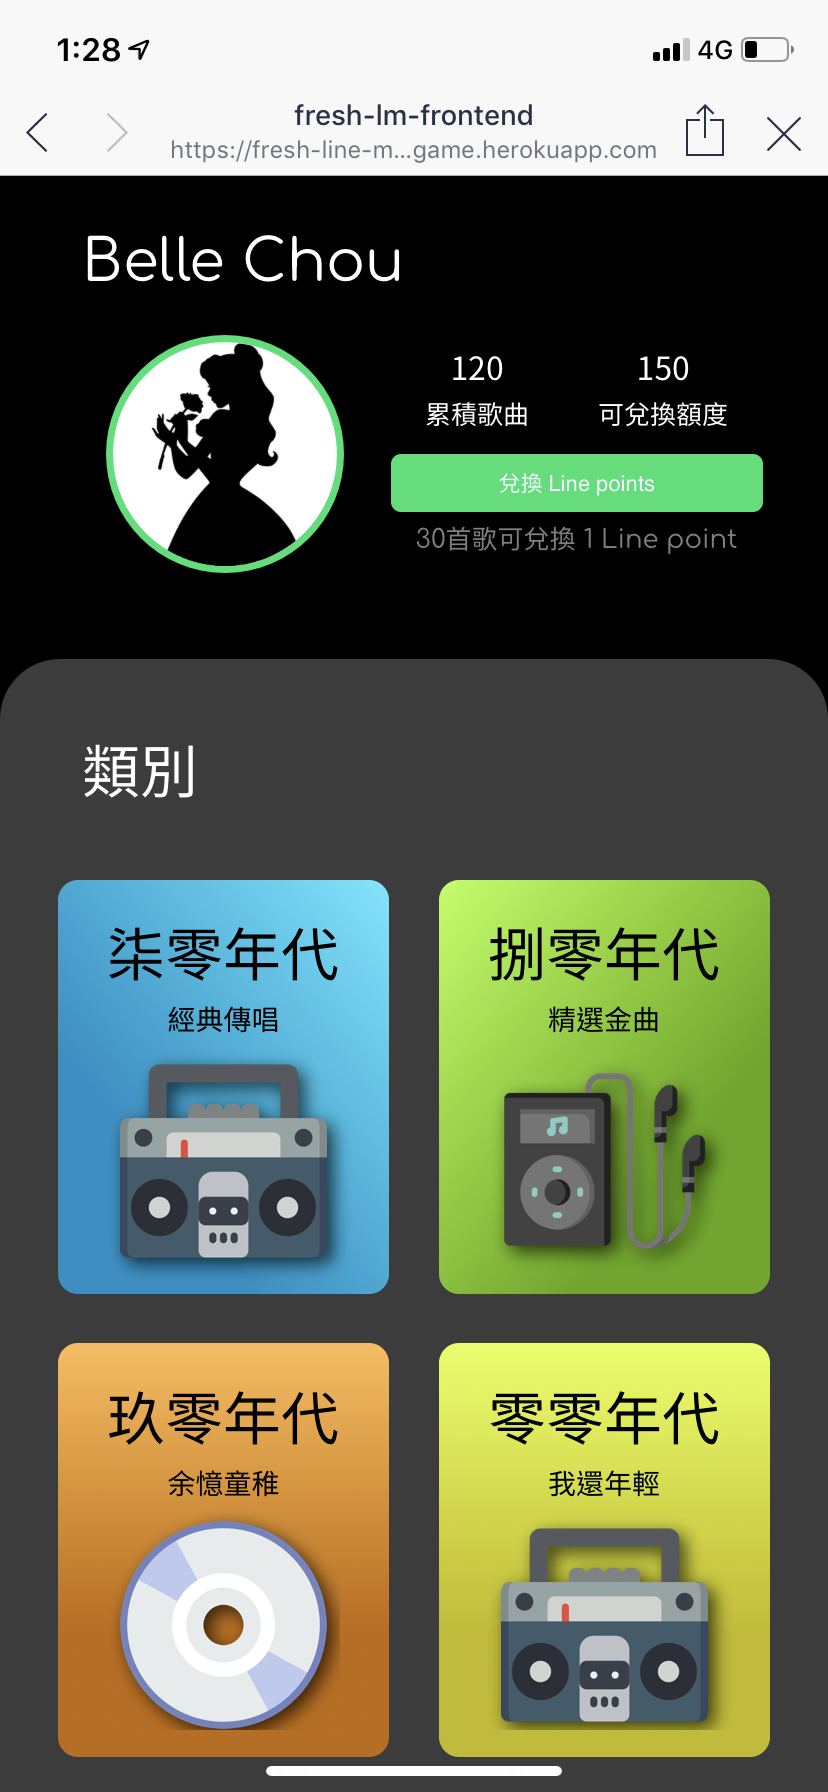 1:28
4G
fresh-lm-frontend
https://fresh-line-m...game.herokuapp.com
Belle Chou
120
150
累積歌曲
可兌換額度
兌換 Line points
30首歌可兌換 1 Line point
類別
柒零年代
經典傳唱
捌零年代
精選金曲
玖零年代
余憶童稚
零零年代
我還年輕